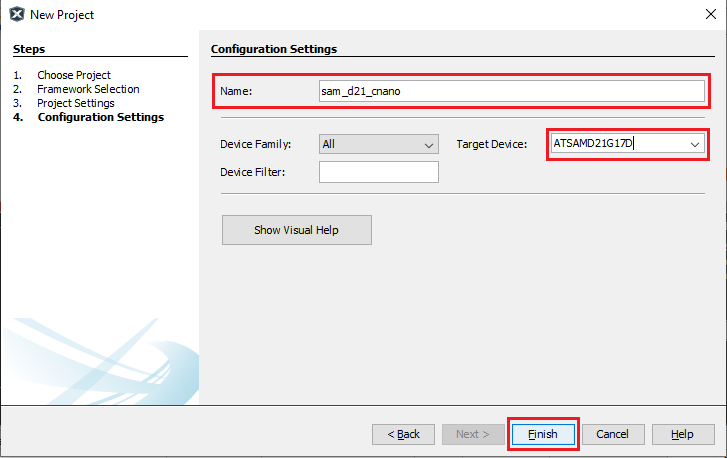 New Project
Steps
1. Choose Project
2. Framework Selection
3. Project Settings
4. Configuration Settings
Configuration Settings
Name: sam_d21_cnano
Device Family: All Target Device: ATSAMD21G17D
Device Filter:
Show Visual Help
< Back Next > Finish Cancel Help